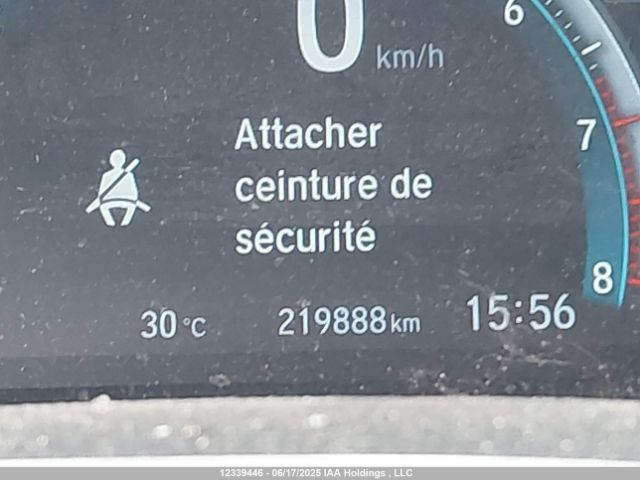 0 km/h
6
7
8
Attacher
ceinture de
sécurité
30 °C 219888 km 15:56
12339446 - 06/17/2025 IAA Holdings , LLC